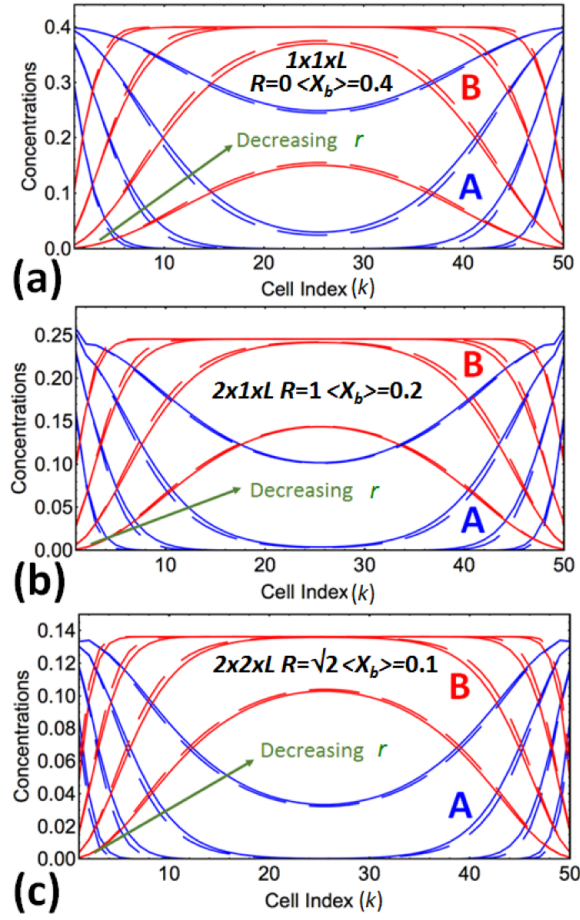 0.4
0.3
0.2
0.1
0.0
Concentrations
1x1xL
R=0 <X_b>=0.4
B
Decreasing r
A
10 20 30 40 50
Cell Index (k)
(a)
0.25
0.20
0.15
0.10
0.05
0.00
Concentrations
B
2x1xL R=1 <X_b>=0.2
Decreasing r
A
10 20 30 40 50
Cell Index (k)
(b)
0.14
0.12
0.10
0.08
0.06
0.04
0.02
0.00
Concentrations
2x2xL R=√2 <X_b>=0.1
B
Decreasing r
A
10 20 30 40 50
Cell Index (k)
(c)